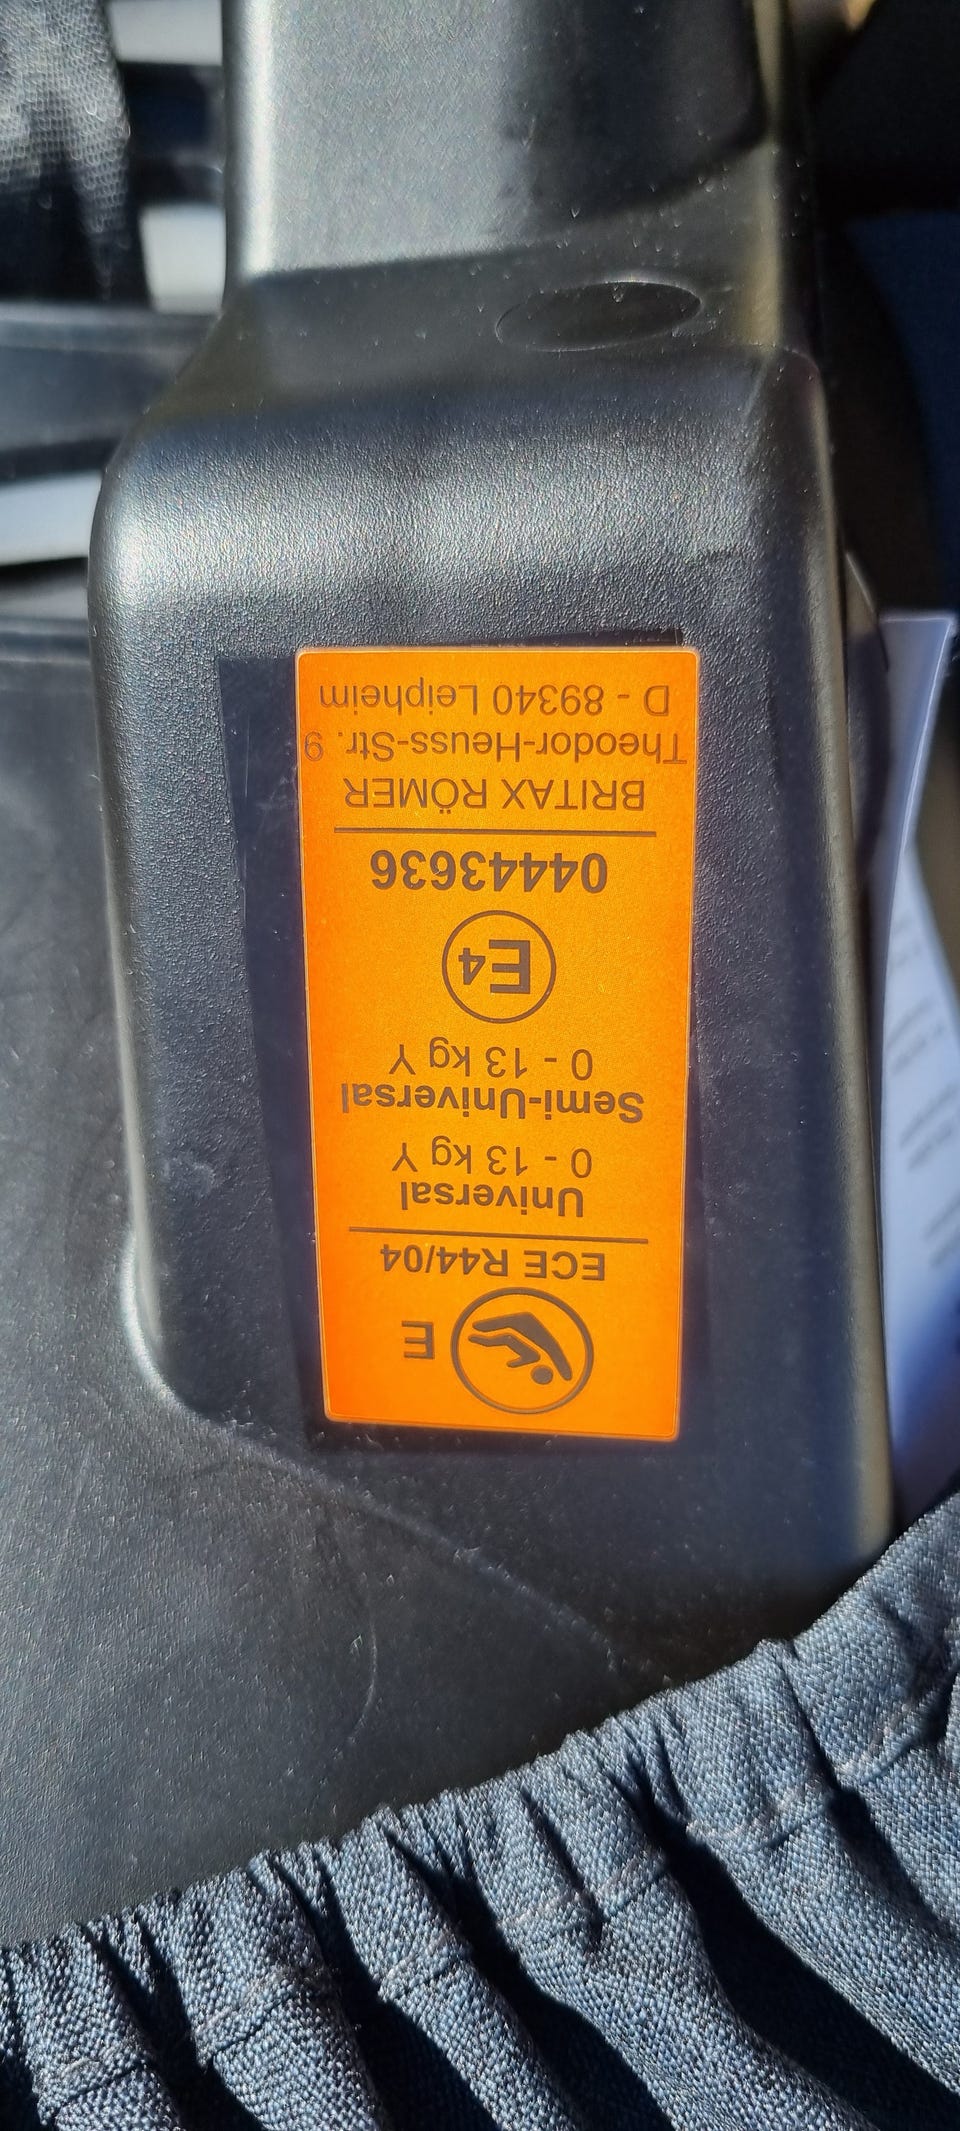 E
ECE R44/04
Universal
0 - 13 kg Y
Semi-Universal
0 - 13 kg Y
E4
04443636
BRITAX RÖMER
Theodor-Heuss-Str. 9
D - 89340 Leipheim